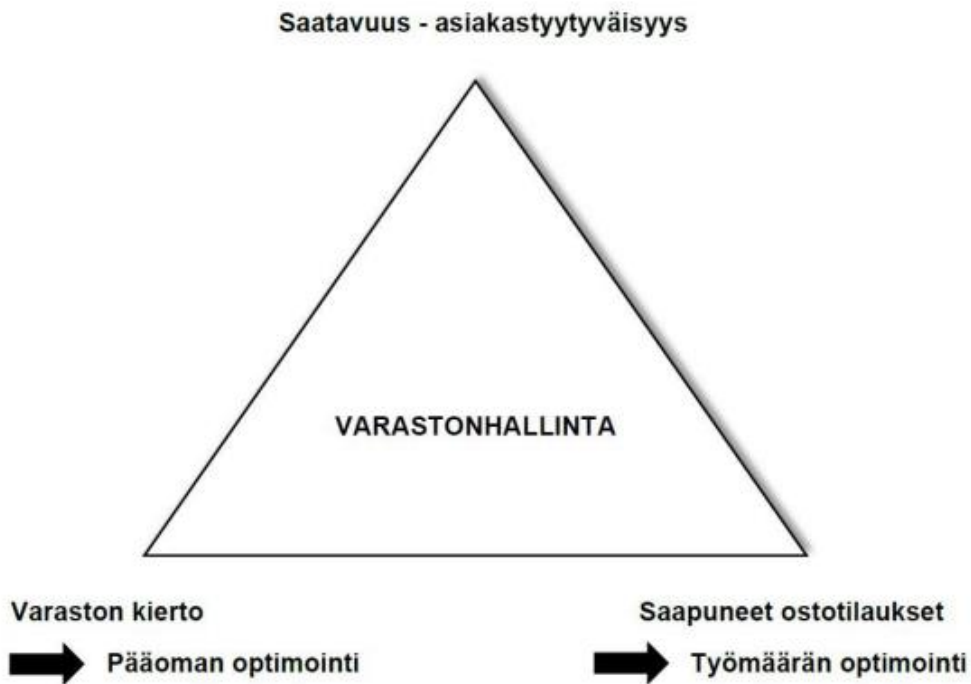 Saatavuus - asiakastyytyväisyys
VARASTONHALLINTA
Varaston kierto
Pääoman optimointi
Saapuneet ostotilaukset
Työmäärän optimointi